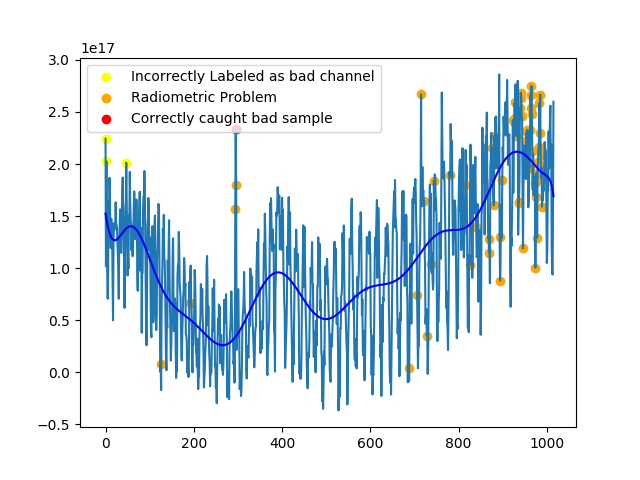 1e17
3.0
2.5
2.0
1.5
1.0
0.5
0.0
−0.5
Incorrectly Labeled as bad channel
Radiometric Problem
Correctly caught bad sample
0 200 400 600 800 1000